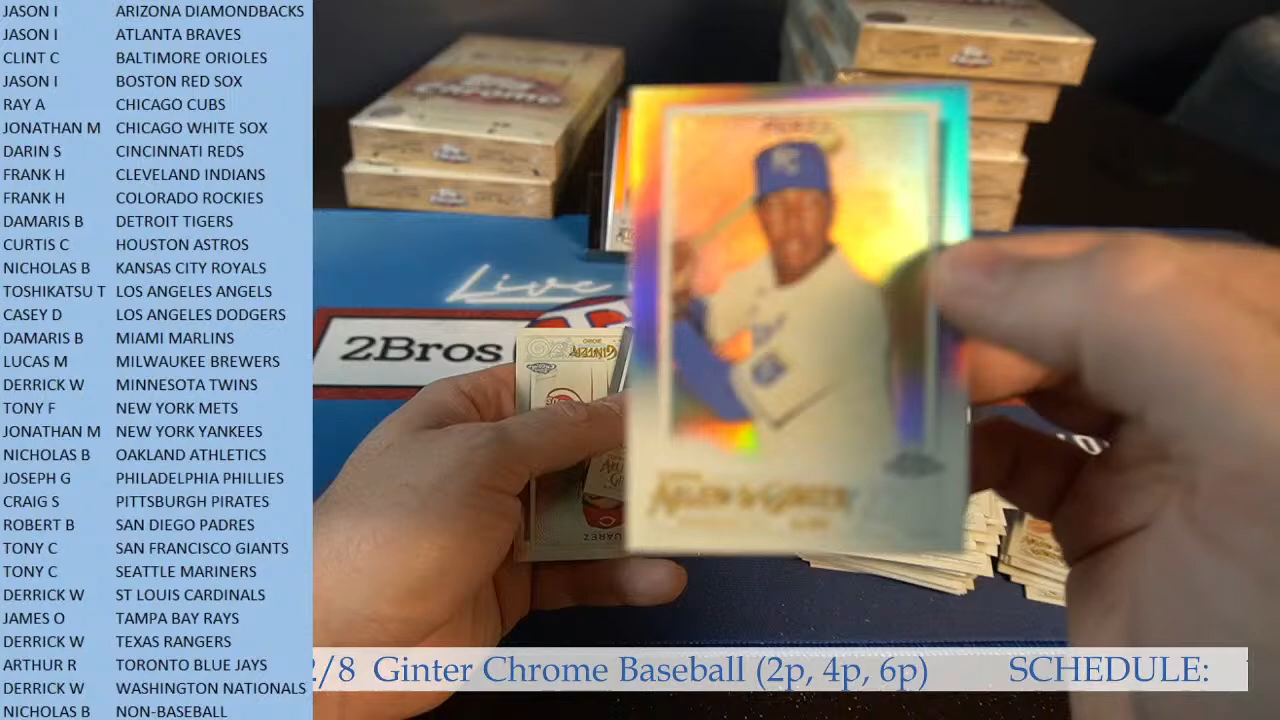 JASON I ARIZONA DIAMONDBACKS
JASON I ATLANTA BRAVES
CLINT C BALTIMORE ORIOLES
JASON I BOSTON RED SOX
RAY A CHICAGO CUBS
JONATHAN M CHICAGO WHITE SOX
DARIN S CINCINNATI REDS
FRANK H CLEVELAND INDIANS
FRANK H COLORADO ROCKIES
DAMARIS B DETROIT TIGERS
CURTIS C HOUSTON ASTROS
NICHOLAS B KANSAS CITY ROYALS
TOSHIKATSU T LOS ANGELES ANGELS
CASEY D LOS ANGELES DODGERS
DAMARIS B MIAMI MARLINS
LUCAS M MILWAUKEE BREWERS
DERRICK W MINNESOTA TWINS
TONY F NEW YORK METS
JONATHAN M NEW YORK YANKEES
NICHOLAS B OAKLAND ATHLETICS
JOSEPH G PHILADELPHIA PHILLIES
CRAIG S PITTSBURGH PIRATES
ROBERT B SAN DIEGO PADRES
TONY C SAN FRANCISCO GIANTS
TONY C SEATTLE MARINERS
DERRICK W ST LOUIS CARDINALS
JAMES O TAMPA BAY RAYS
DERRICK W TEXAS RANGERS
ARTHUR R TORONTO BLUE JAYS
DERRICK W WASHINGTON NATIONALS
NICHOLAS B NON-BASEBALL
Chrome
Live
2Bros
GINTER
KC
ALLEN & GINTER
UAREZ
2/8 Ginter Chrome Baseball (2p, 4p, 6p) SCHEDULE: